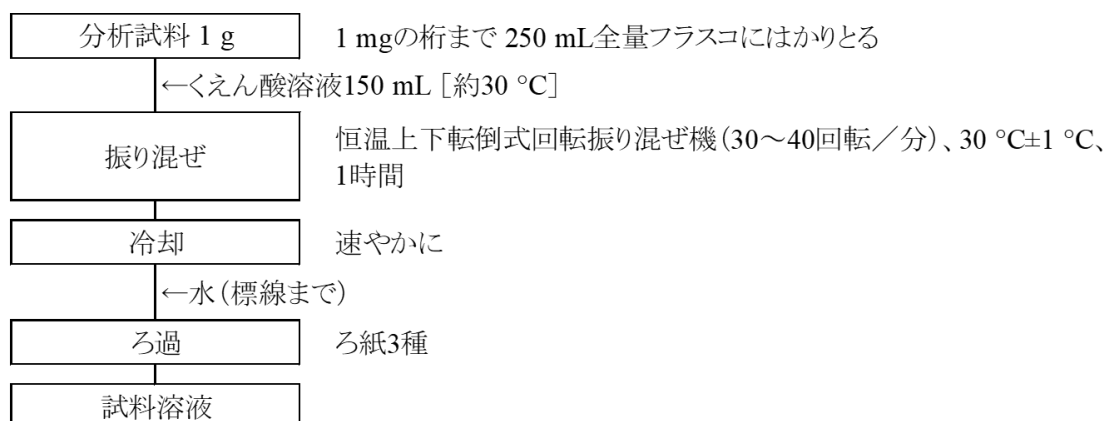 分析試料 1 g
1 mgの桁まで 250 mL全量フラスコにはかりとる
←くえん酸溶液150 mL［約30 °C］
振り混ぜ
恒温上下転倒式回転振り混ぜ機（30～40回転／分）、30 °C±1 °C、
1時間
冷却
速やかに
←水（標線まで）
ろ過
ろ紙3種
試料溶液